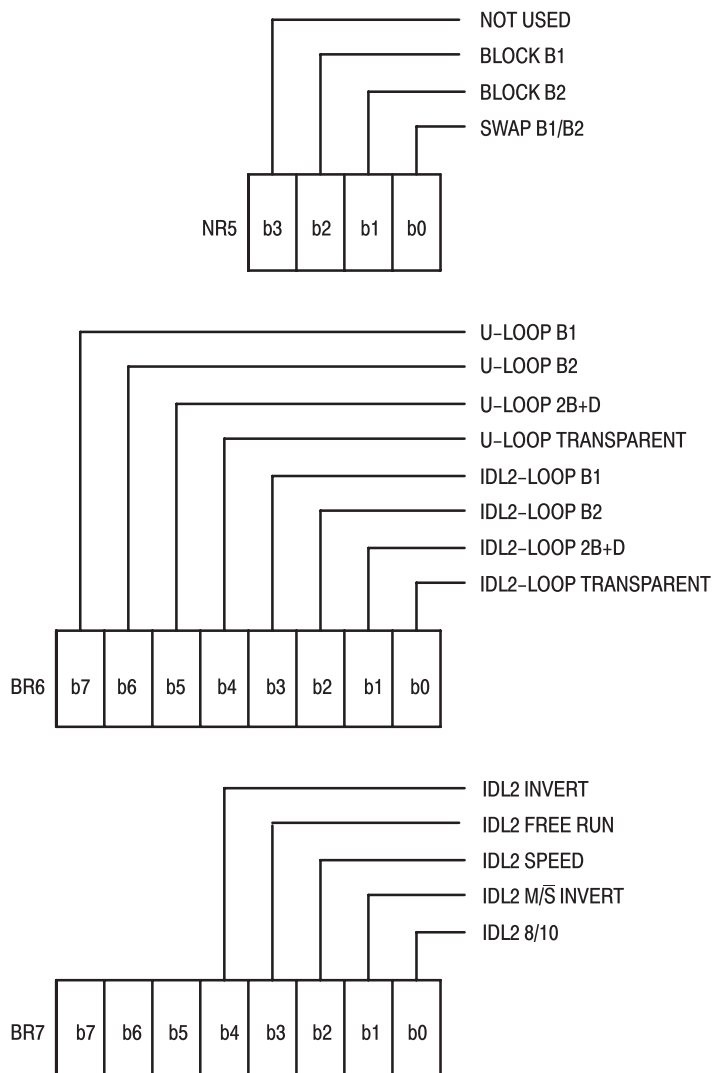 NOT USED
BLOCK B1
BLOCK B2
SWAP B1/B2
NR5 b3 b2 b1 b0
U–LOOP B1
U–LOOP B2
U–LOOP 2B+D
U–LOOP TRANSPARENT
IDL2–LOOP B1
IDL2–LOOP B2
IDL2–LOOP 2B+D
IDL2–LOOP TRANSPARENT
BR6 b7 b6 b5 b4 b3 b2 b1 b0
IDL2 INVERT
IDL2 FREE RUN
IDL2 SPEED
IDL2 M/S̅ INVERT
IDL2 8/10
BR7 b7 b6 b5 b4 b3 b2 b1 b0